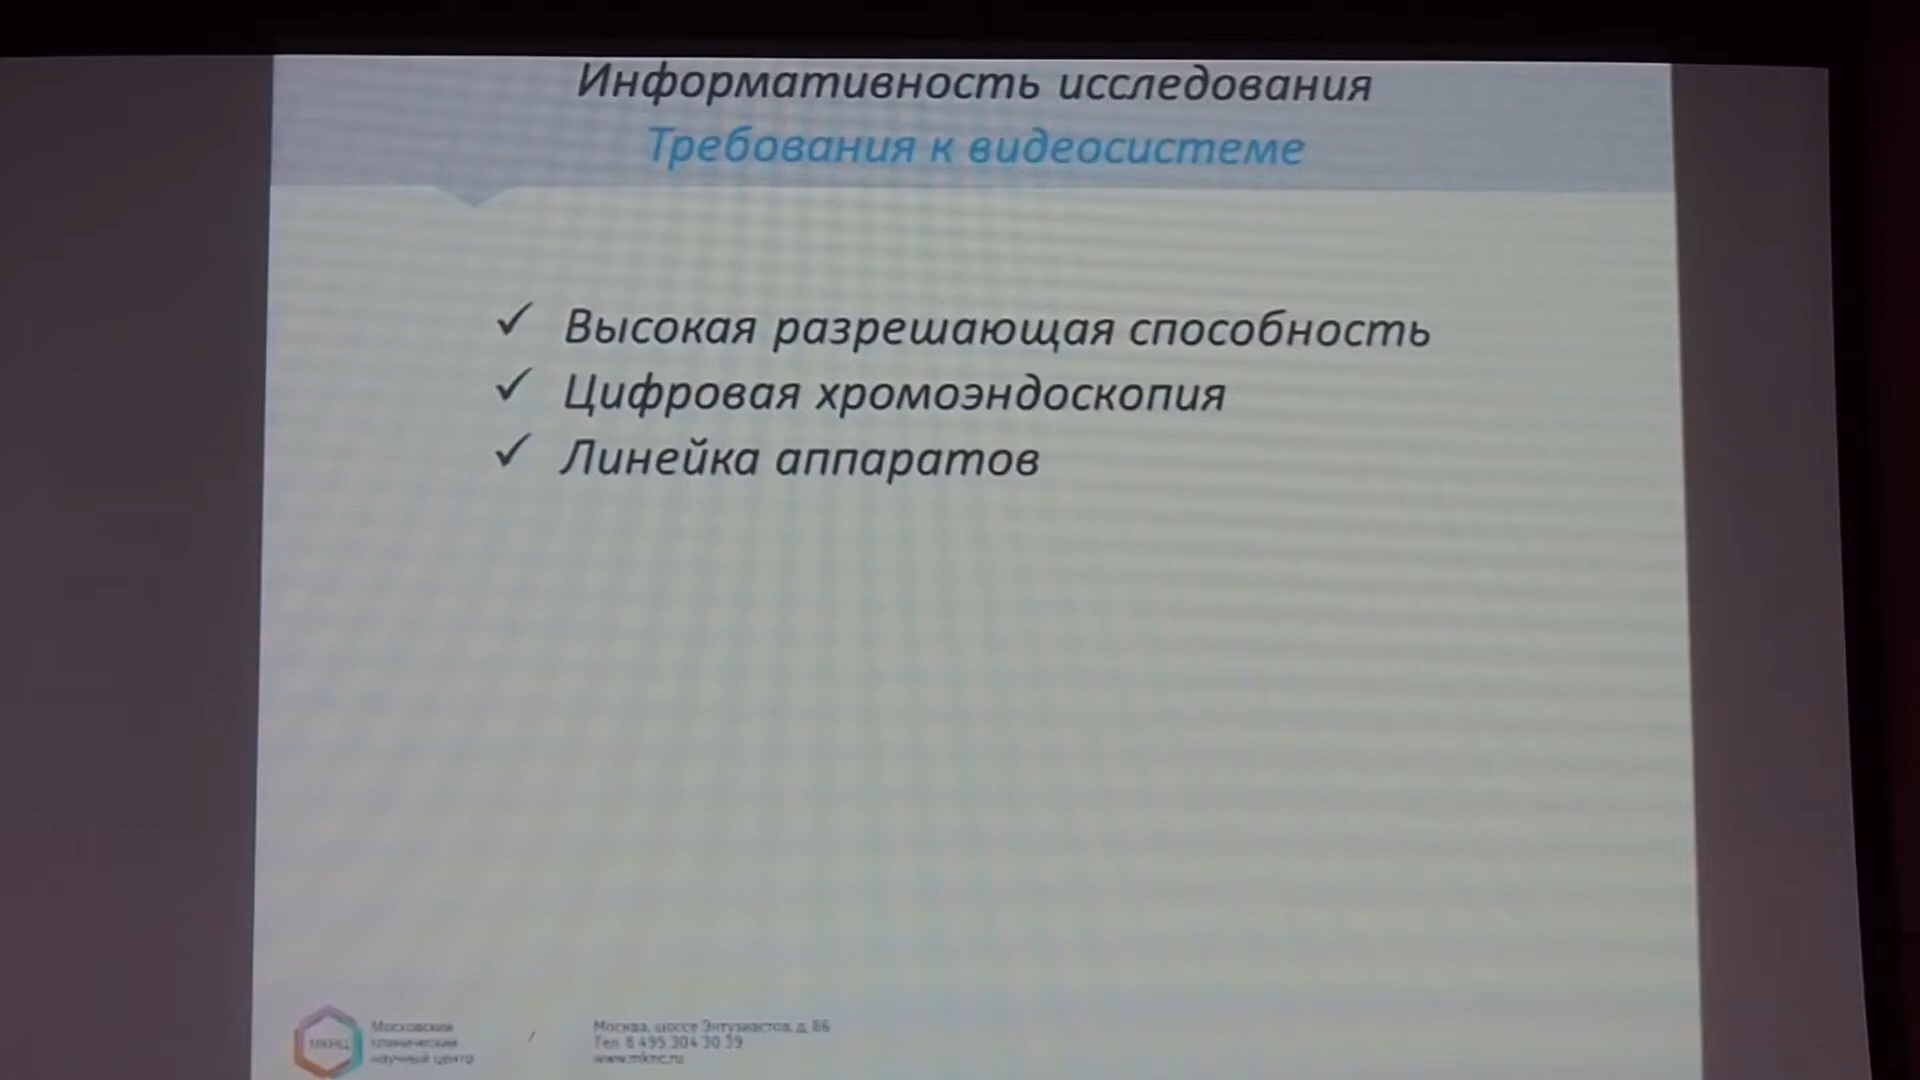 Информативность исследования
Требования к видеосистеме
✓ Высокая разрешающая способность
✓ Цифровая хромоэндоскопия
✓ Линейка аппаратов
МКНЦ
Московский
клинический
научный центр
/
Москва, шоссе Энтузиастов, д. 86
Тел. 8 495 304 30 39
www.mknc.ru